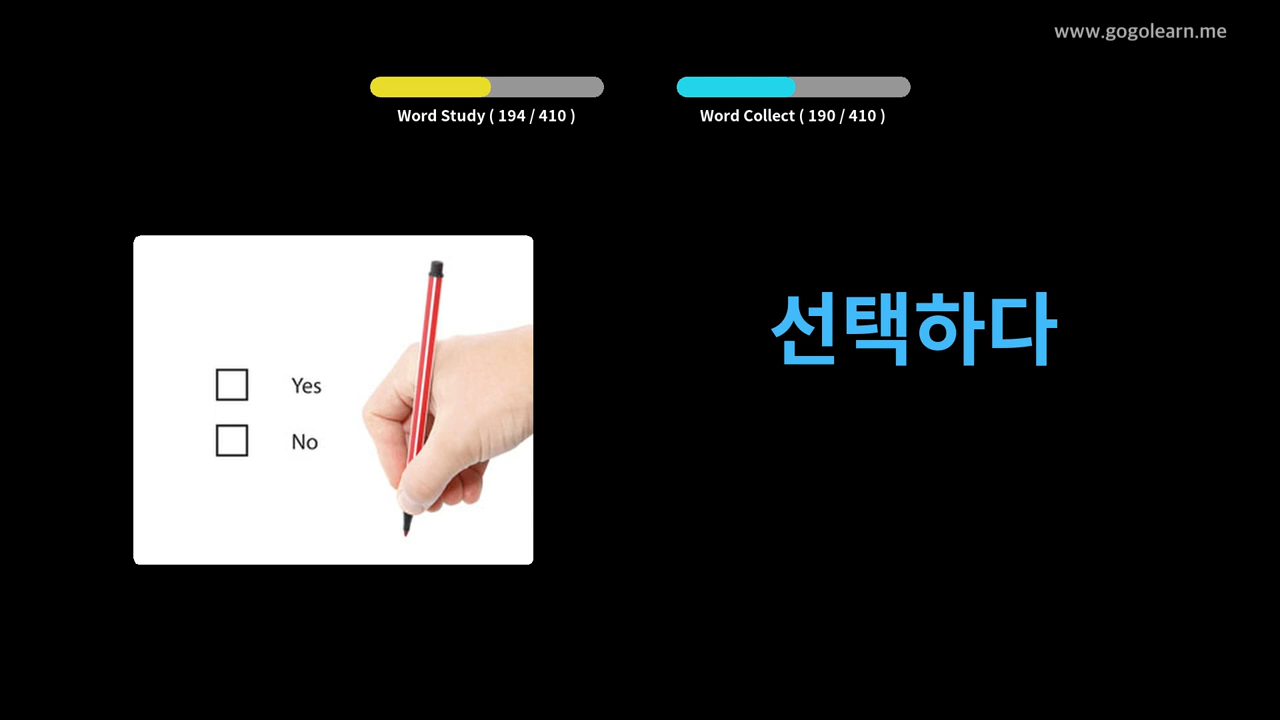 www.gogolearn.me
Word Study ( 194 / 410 )
Word Collect ( 190 / 410 )
선택하다
Yes
No